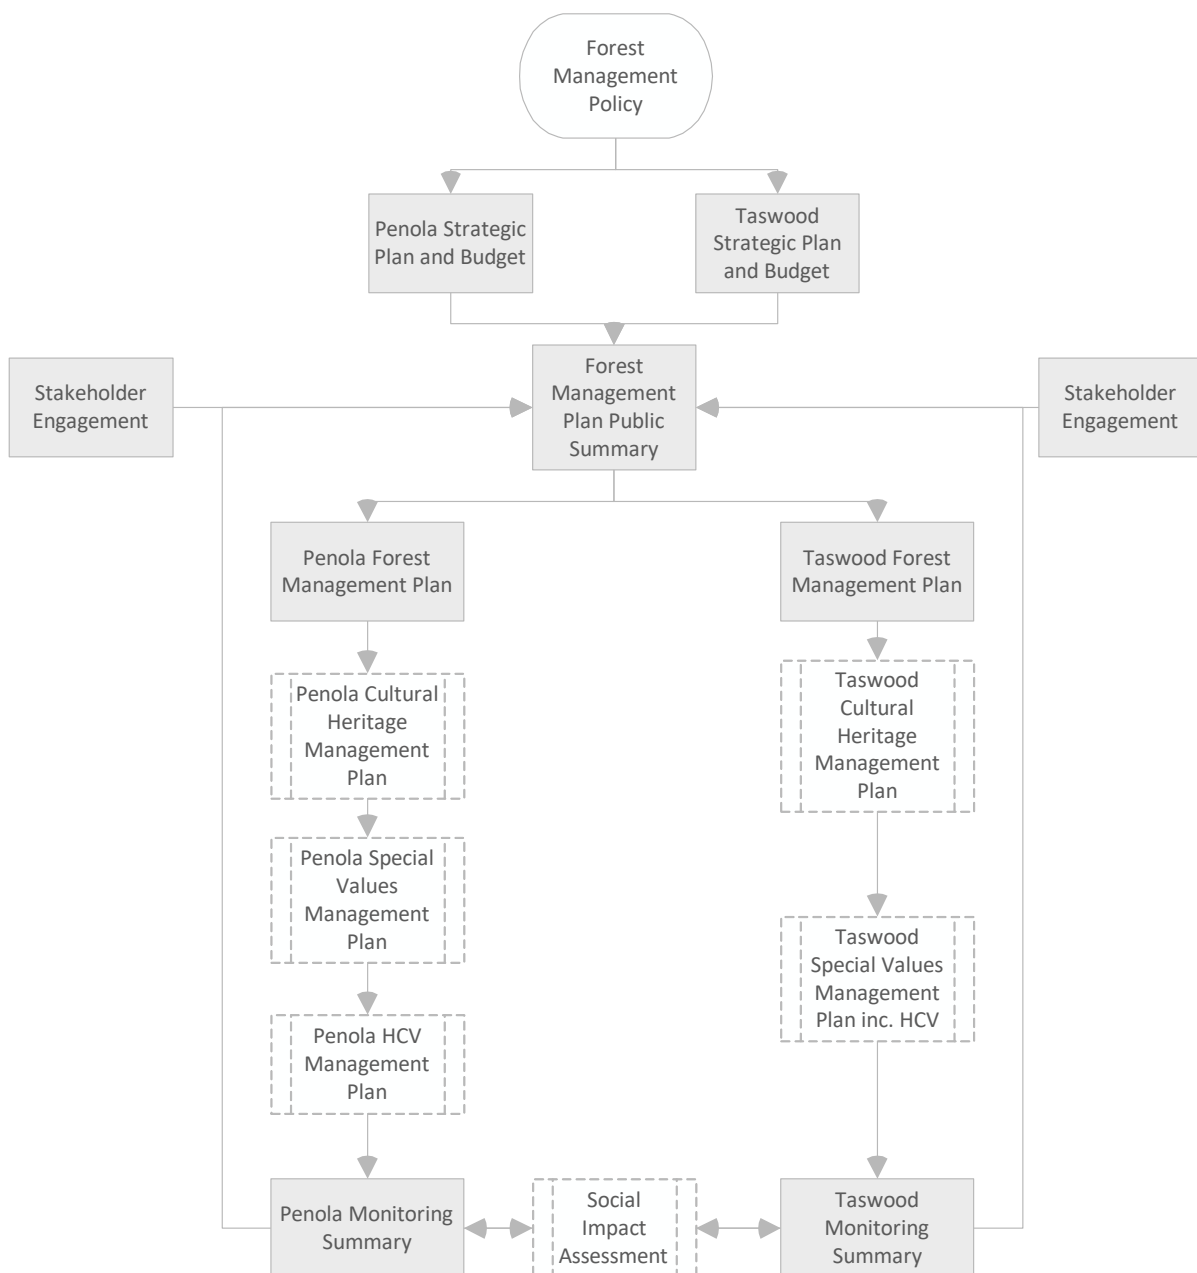 Forest
Management
Policy
Penola Strategic
Plan and Budget
Taswood
Strategic Plan
and Budget
Stakeholder
Engagement
Forest
Management
Plan Public
Summary
Stakeholder
Engagement
Penola Forest
Management Plan
Taswood Forest
Management Plan
Penola Cultural
Heritage
Management
Plan
Taswood
Cultural
Heritage
Management
Plan
Penola Special
Values
Management
Plan
Taswood
Special Values
Management
Plan inc. HCV
Penola HCV
Management
Plan
Penola Monitoring
Summary
Social
Impact
Assessment
Taswood
Monitoring
Summary